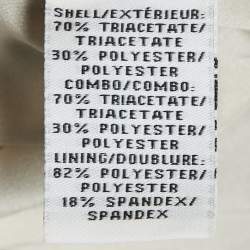 SHELL/EXTÉRIEUR:
70% TRIACETATE/
TRIACETATE
30% POLYESTER/
POLYESTER
COMBO/COMBO:
70% TRIACETATE/
TRIACETATE
30% POLYESTER/
POLYESTER
LINING/DOUBLURE:
82% POLYESTER/
POLYESTER
18% SPANDEX/
SPANDEX